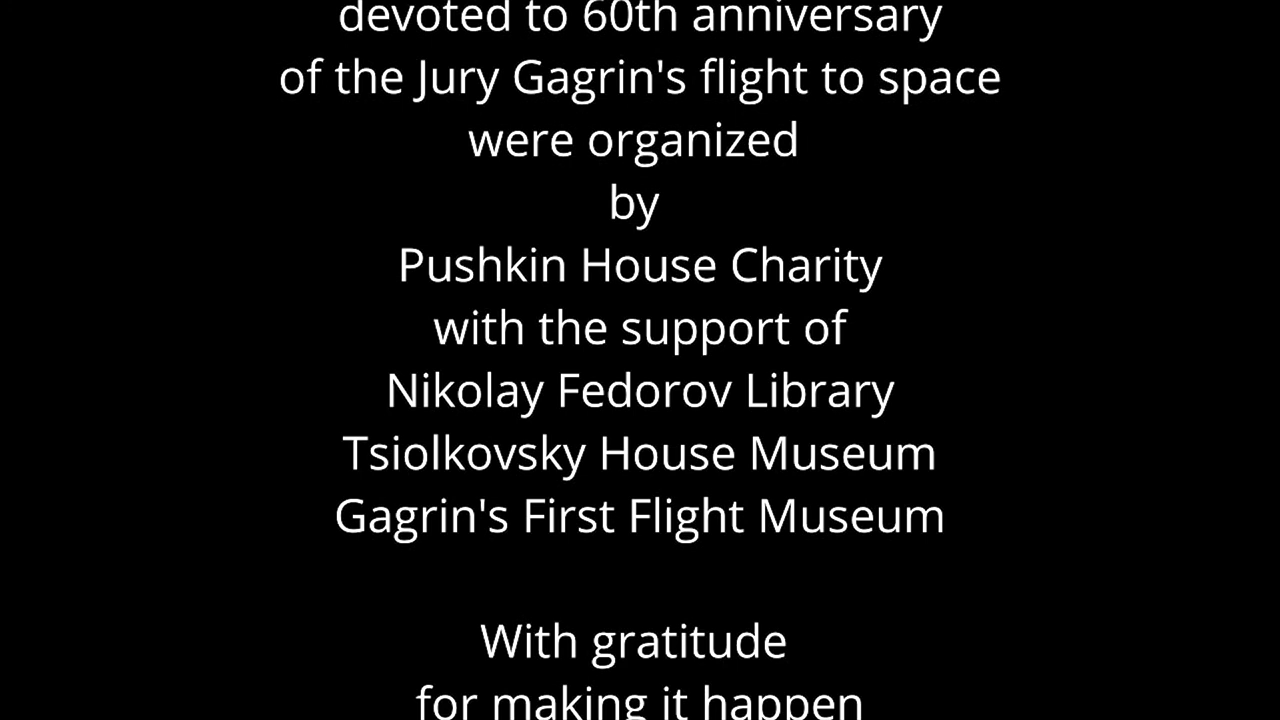 devoted to 60th anniversary
of the Jury Gagrin's flight to space
were organized
by
Pushkin House Charity
with the support of
Nikolay Fedorov Library
Tsiolkovsky House Museum
Gagrin's First Flight Museum
With gratitude
for making it happen